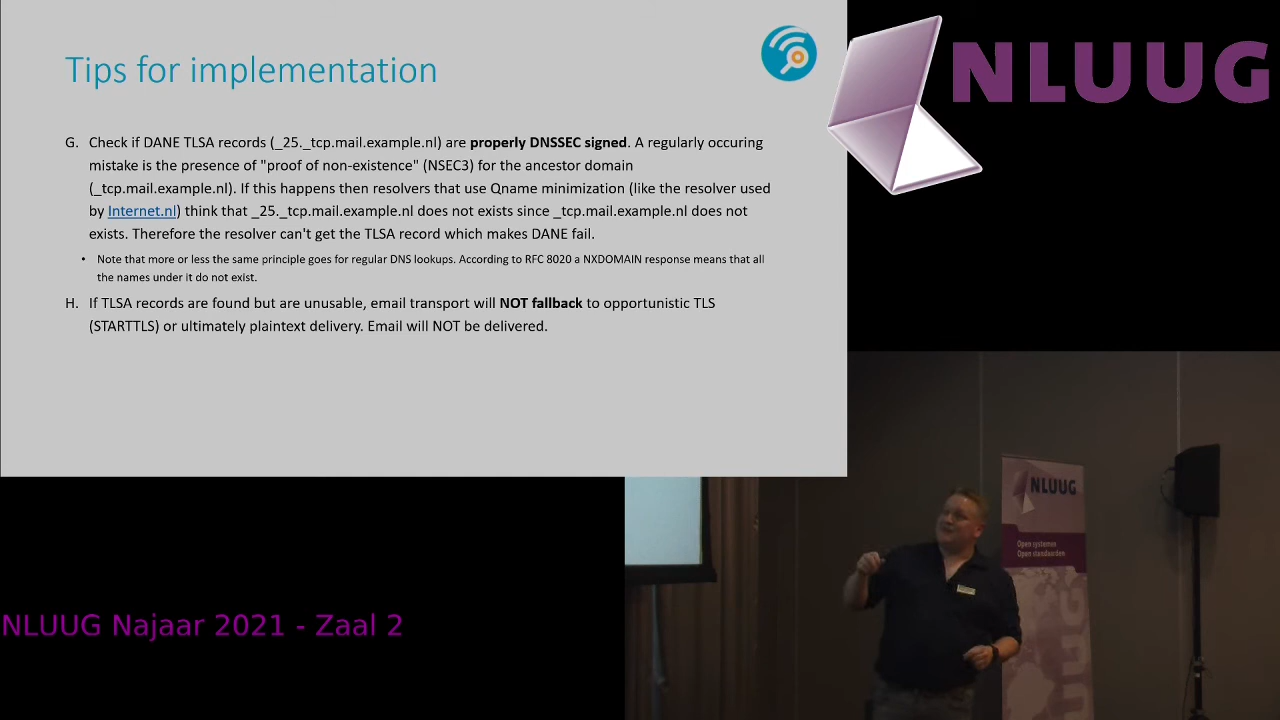 Tips for implementation
G. Check if DANE TLSA records (_25._tcp.mail.example.nl) are properly DNSSEC signed. A regularly occuring
mistake is the presence of "proof of non-existence" (NSEC3) for the ancestor domain
(_tcp.mail.example.nl). If this happens then resolvers that use Qname minimization (like the resolver used
by Internet.nl) think that _25._tcp.mail.example.nl does not exists since _tcp.mail.example.nl does not
exists. Therefore the resolver can't get the TLSA record which makes DANE fail.
• Note that more or less the same principle goes for regular DNS lookups. According to RFC 8020 a NXDOMAIN response means that all
the names under it do not exist.
H. If TLSA records are found but are unusable, email transport will NOT fallback to opportunistic TLS
(STARTTLS) or ultimately plaintext delivery. Email will NOT be delivered.
NLUUG
NLUUG
Open systemen
Open standaarden
NLUUG Najaar 2021 - Zaal 2